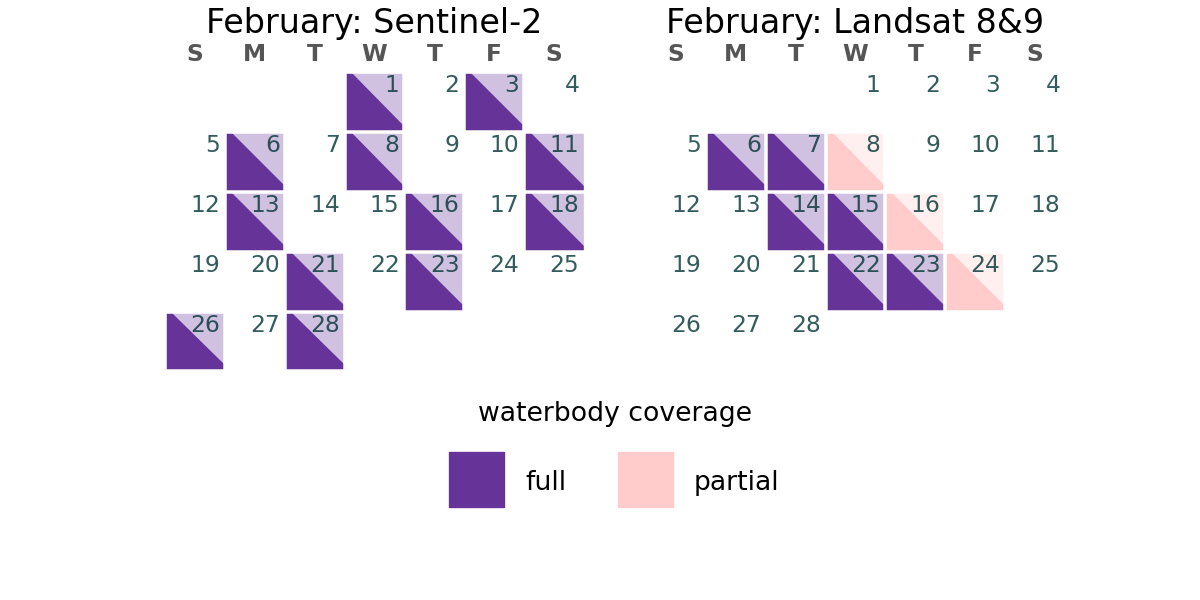 February: Sentinel-2
S M T W T F S
1 2 3 4
5 6 7 8 9 10 11
12 13 14 15 16 17 18
19 20 21 22 23 24 25
26 27 28
February: Landsat 8&9
S M T W T F S
1 2 3 4
5 6 7 8 9 10 11
12 13 14 15 16 17 18
19 20 21 22 23 24 25
26 27 28
waterbody coverage
full partial